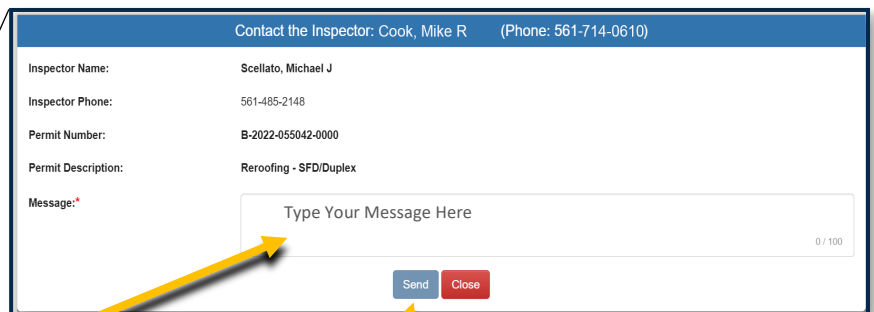 Contact the Inspector: Cook, Mike R (Phone: 561-714-0610)
Inspector Name: Scellato, Michael J
Inspector Phone: 561-485-2148
Permit Number: B-2022-055042-0000
Permit Description: Reroofing - SFD/Duplex
Message:* Type Your Message Here
0 / 100
Send Close